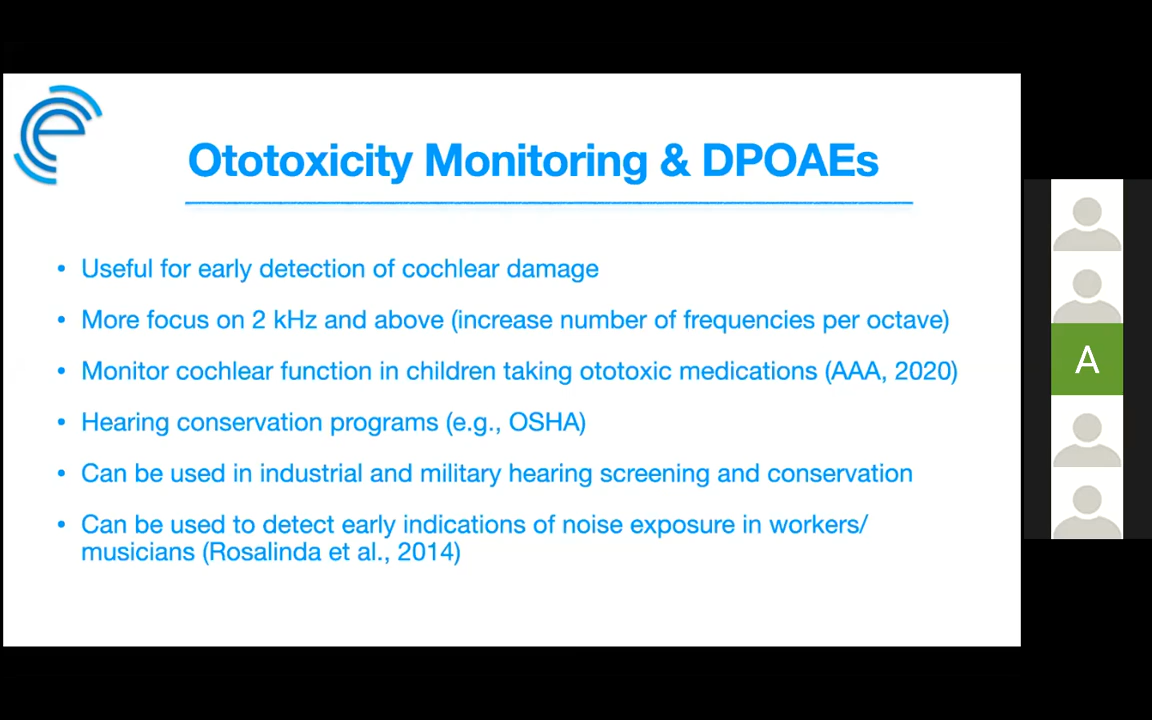 Ototoxicity Monitoring & DPOAEs
• Useful for early detection of cochlear damage
• More focus on 2 kHz and above (increase number of frequencies per octave)
• Monitor cochlear function in children taking ototoxic medications (AAA, 2020)
• Hearing conservation programs (e.g., OSHA)
• Can be used in industrial and military hearing screening and conservation
• Can be used to detect early indications of noise exposure in workers/
musicians (Rosalinda et al., 2014)
A